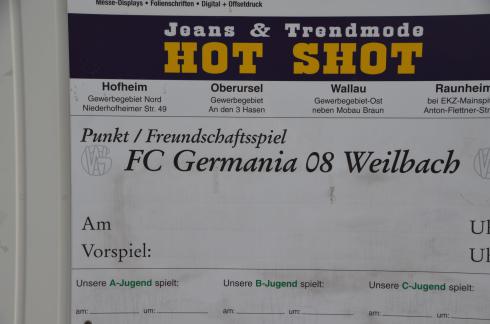 Messe-Displays • Folienschriften • Digital + Offsetdruck
Jeans & Trendmode
HOT SHOT
Hofheim
Gewerbegebiet Nord
Niederhofheimer Str. 49
Oberursel
Gewerbegebiet
An den 3 Hasen
Wallau
Gewerbegebiet-Ost
neben Mobau Braun
Raunheim
bei EKZ-Mainspi
Anton-Flettner-Str
Punkt / Freundschaftsspiel
FC Germania 08 Weilbach
Am
Uh
Vorspiel:
Uh
Unsere A-Jugend spielt:
Unsere B-Jugend spielt:
Unsere C-Jugend spielt:
am: um:
am: um:
am: um: